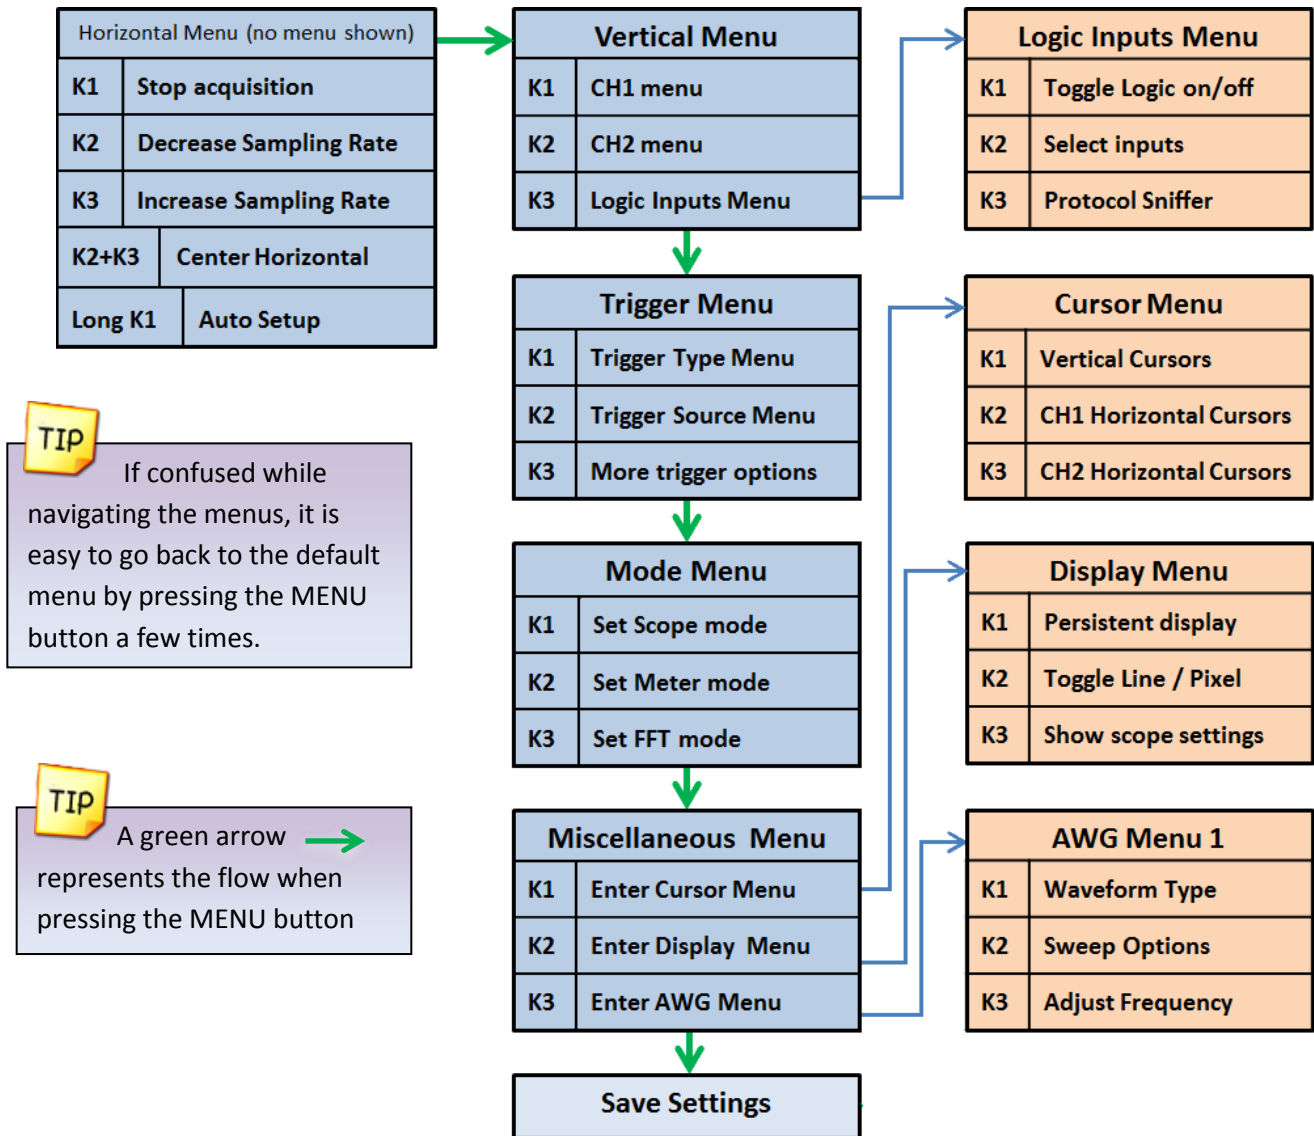 Horizontal Menu (no menu shown)
K1 Stop acquisition
K2 Decrease Sampling Rate
K3 Increase Sampling Rate
K2+K3 Center Horizontal
Long K1 Auto Setup
Vertical Menu
K1 CH1 menu
K2 CH2 menu
K3 Logic Inputs Menu
Logic Inputs Menu
K1 Toggle Logic on/off
K2 Select inputs
K3 Protocol Sniffer
Trigger Menu
K1 Trigger Type Menu
K2 Trigger Source Menu
K3 More trigger options
Cursor Menu
K1 Vertical Cursors
K2 CH1 Horizontal Cursors
K3 CH2 Horizontal Cursors
TIP
If confused while
navigating the menus, it is
easy to go back to the default
menu by pressing the MENU
button a few times.
Mode Menu
K1 Set Scope mode
K2 Set Meter mode
K3 Set FFT mode
Display Menu
K1 Persistent display
K2 Toggle Line / Pixel
K3 Show scope settings
TIP
A green arrow
represents the flow when
pressing the MENU button
Miscellaneous Menu
K1 Enter Cursor Menu
K2 Enter Display Menu
K3 Enter AWG Menu
AWG Menu 1
K1 Waveform Type
K2 Sweep Options
K3 Adjust Frequency
Save Settings